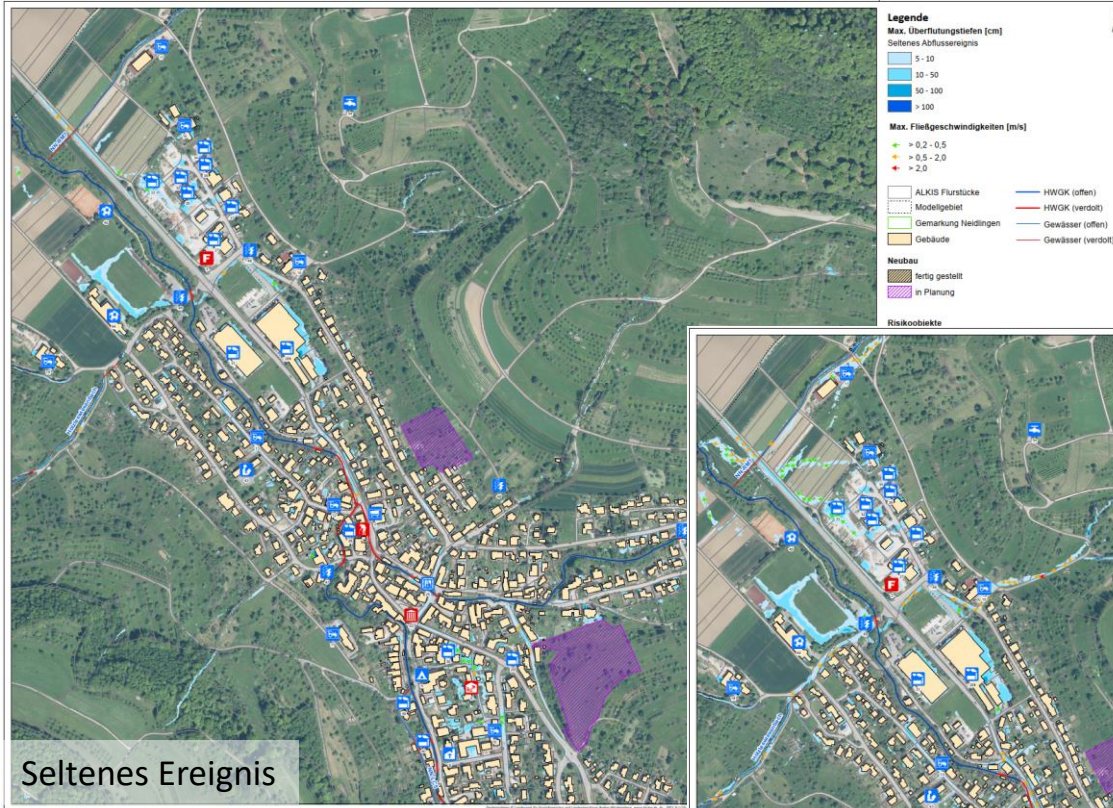 Legende
Max. Überflutungstiefen [cm]
Seltenes Abflussereignis
5 - 10
10 - 50
50 - 100
> 100
Max. Fließgeschwindigkeiten [m/s]
> 0,2 - 0,5
> 0,5 - 2,0
> 2,0
ALKIS Flurstücke
Modellgebiet
Gemarkung Neidlingen
Gebäude
HWGK (offen)
HWGK (verdolt)
Gewässer (offen)
Gewässer (verdolt)
Neubau
fertig gestellt
in Planung
Risikoobjekte
F
F
Seltenes Ereignis